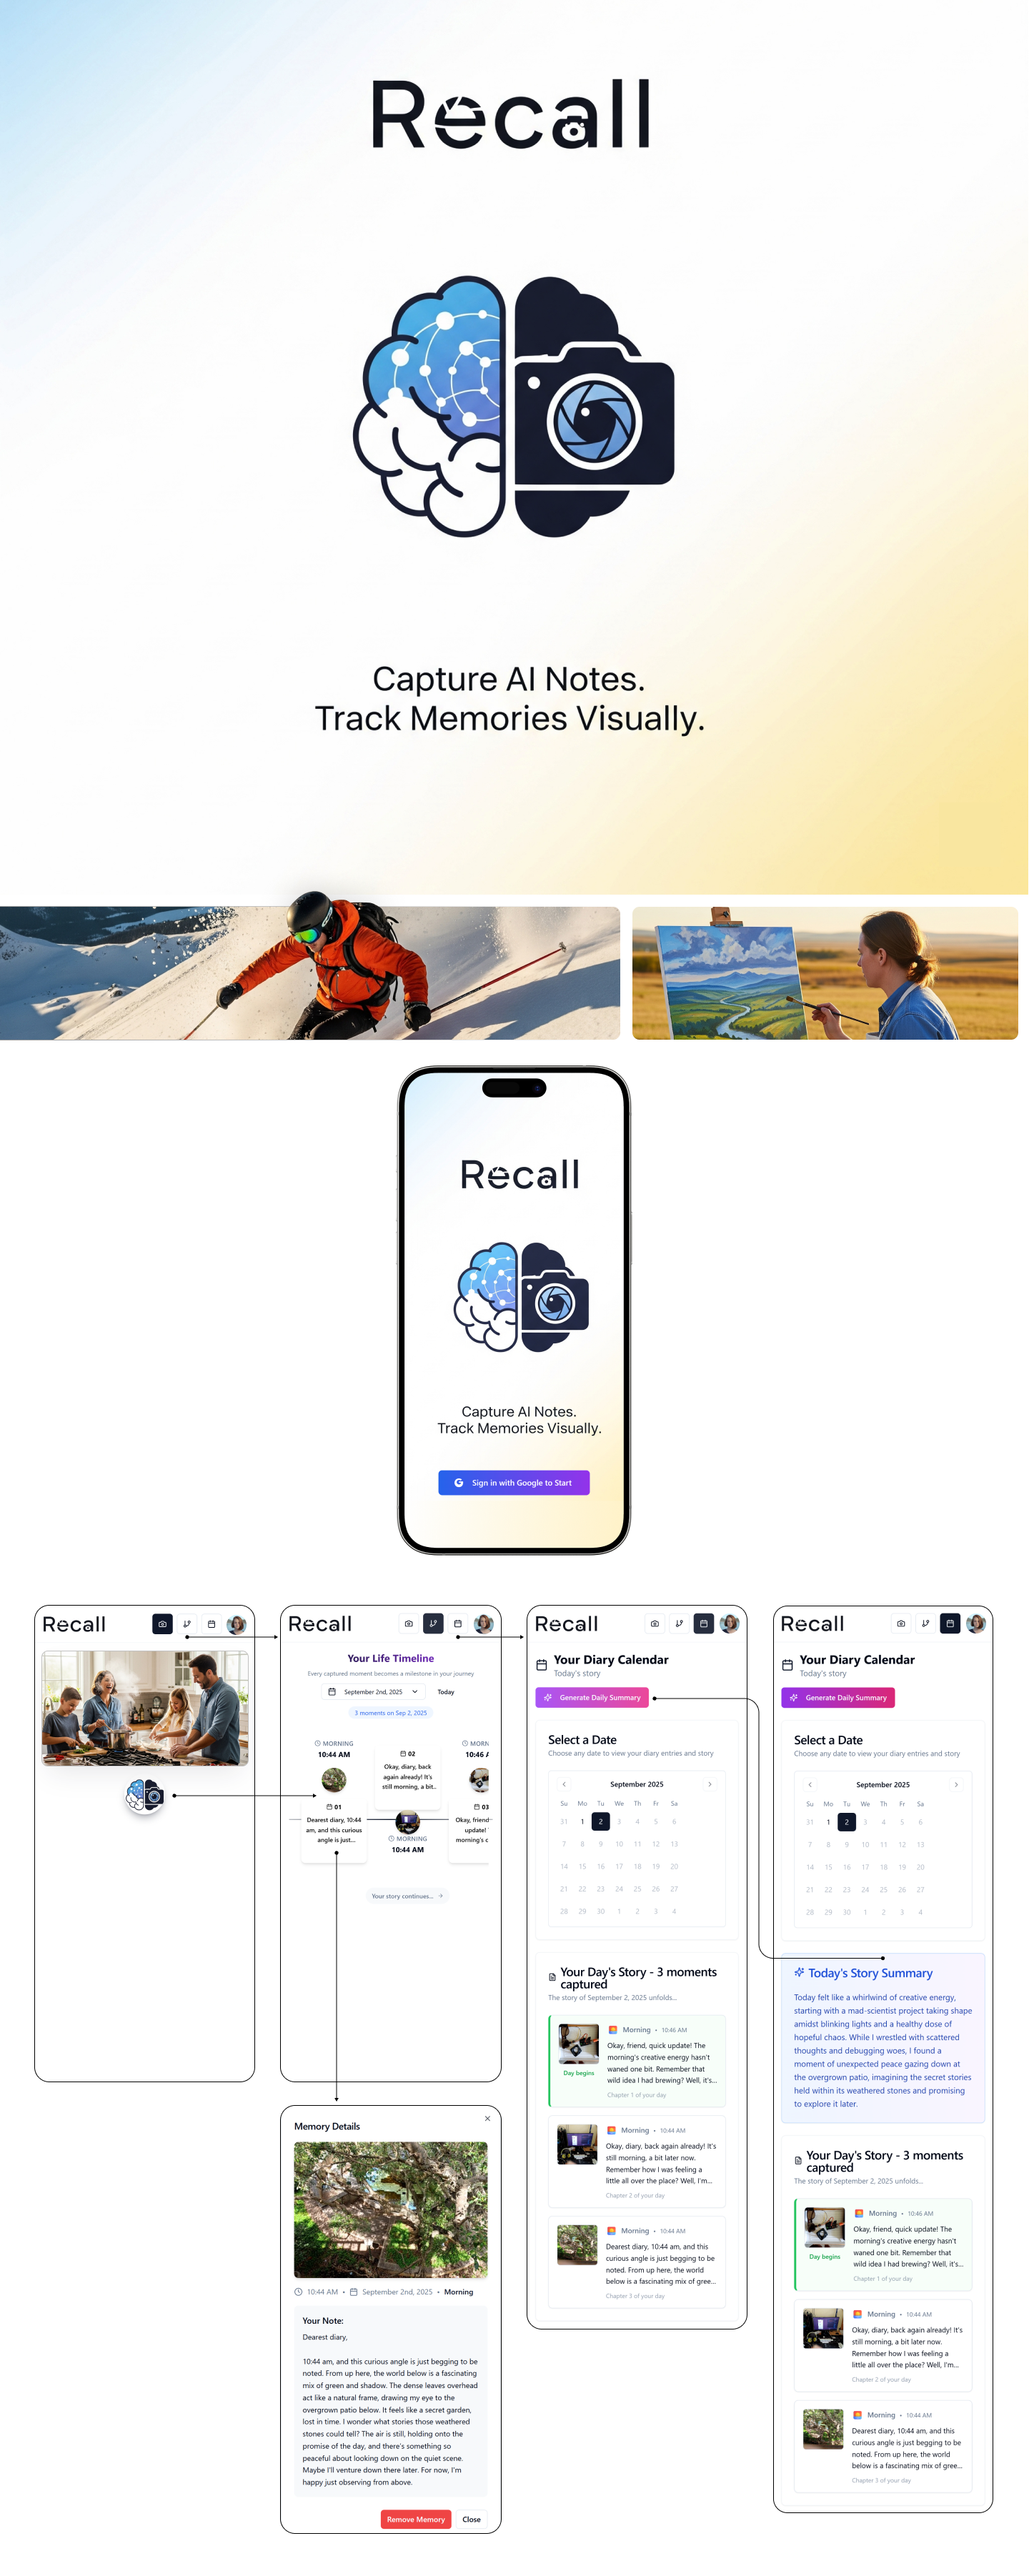 Recall
Capture AI Notes.
Track Memories Visually.
Recall
Capture AI Notes.
Track Memories Visually.
G Sign in with Google to Start
Recall
Recall
Your Life Timeline
Every captured moment becomes a milestone in your journey
September 2nd, 2025
Today
3 moments on Sep 2, 2025
MORNING
10:44 AM
01
Dearest diary, 10:44
am, and this curious
angle is just...
02
Okay, diary, back
again already! It's
still morning, a bit...
MORNING
10:44 AM
MORN
10:46 A
03
Okay, friend
update!
morning's c
Your story continues...
Memory Details
10:44 AM • September 2nd, 2025 • Morning
Your Note:
Dearest diary,
10:44 am, and this curious angle is just begging to be
noted. From up here, the world below is a fascinating
mix of green and shadow. The dense leaves overhead
act like a natural frame, drawing my eye to the
overgrown patio below. It feels like a secret garden,
lost in time. I wonder what stories those weathered
stones could tell? The air is still, holding onto the
promise of the day, and there's something so
peaceful about looking down on the quiet scene.
Maybe I'll venture down there later. For now, I'm
happy just observing from above.
Remove Memory
Close
Recall
Your Diary Calendar
Today's story
Generate Daily Summary
Select a Date
Choose any date to view your diary entries and story
September 2025
Su Mo Tu We Th Fr Sa
31 1 2 3 4 5 6
7 8 9 10 11 12 13
14 15 16 17 18 19 20
21 22 23 24 25 26 27
28 29 30 1 2 3 4
Your Day's Story - 3 moments
captured
The story of September 2, 2025 unfolds...
Day begins
Morning • 10:46 AM
Okay, friend, quick update! The
morning's creative energy hasn't
waned one bit. Remember that
wild idea I had brewing? Well, it's...
Chapter 1 of your day
Morning • 10:44 AM
Okay, diary, back again already! It's
still morning, a bit later now.
Remember how I was feeling a
little all over the place? Well, I'm...
Chapter 2 of your day
Morning • 10:44 AM
Dearest diary, 10:44 am, and this
curious angle is just begging to be
noted. From up here, the world
below is a fascinating mix of gree...
Chapter 3 of your day
Recall
Your Diary Calendar
Today's story
Generate Daily Summary
Select a Date
Choose any date to view your diary entries and story
September 2025
Su Mo Tu We Th Fr Sa
31 1 2 3 4 5 6
7 8 9 10 11 12 13
14 15 16 17 18 19 20
21 22 23 24 25 26 27
28 29 30 1 2 3 4
Today's Story Summary
Today felt like a whirlwind of creative energy,
starting with a mad-scientist project taking shape
amidst blinking lights and a healthy dose of
hopeful chaos. While I wrestled with scattered
thoughts and debugging woes, I found a
moment of unexpected peace gazing down at
the overgrown patio, imagining the secret stories
held within its weathered stones and promising
to explore it later.
Your Day's Story - 3 moments
captured
The story of September 2, 2025 unfolds...
Day begins
Morning • 10:46 AM
Okay, friend, quick update! The
morning's creative energy hasn't
waned one bit. Remember that
wild idea I had brewing? Well, it's...
Chapter 1 of your day
Morning • 10:44 AM
Okay, diary, back again already! It's
still morning, a bit later now.
Remember how I was feeling a
little all over the place? Well, I'm...
Chapter 2 of your day
Morning • 10:44 AM
Dearest diary, 10:44 am, and this
curious angle is just begging to be
noted. From up here, the world
below is a fascinating mix of gree...
Chapter 3 of your day